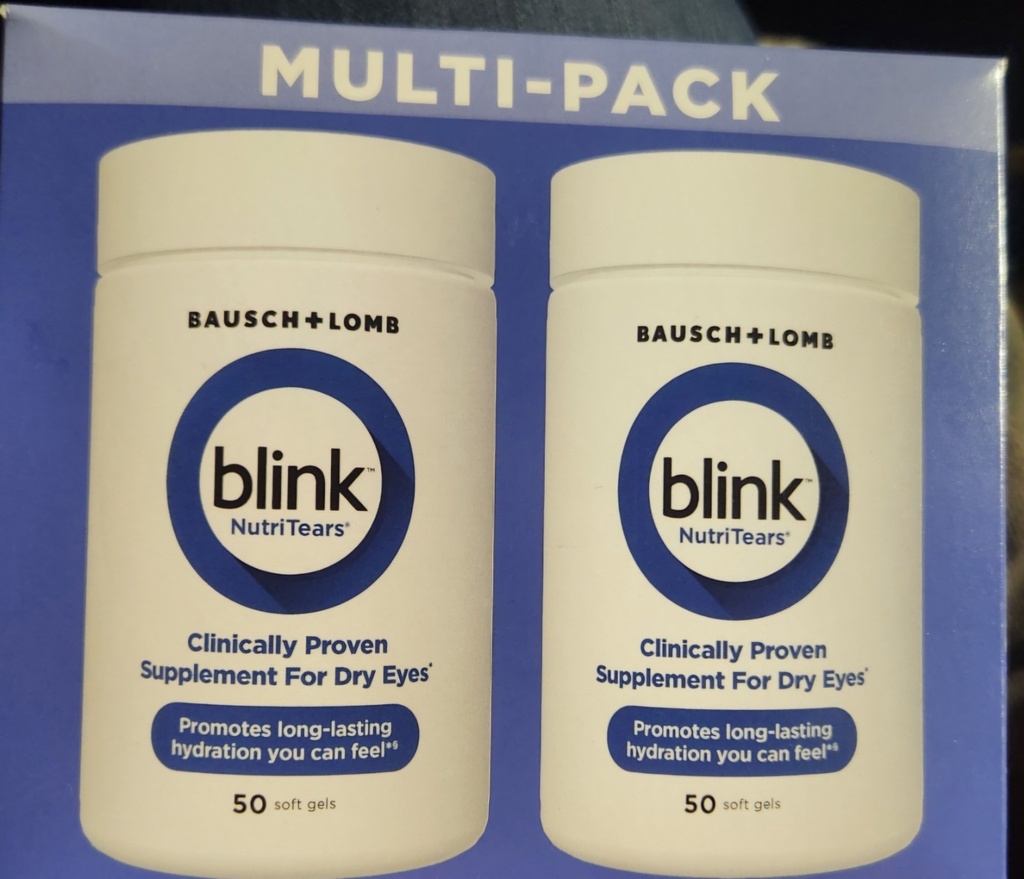 MULTI-PACK
BAUSCH+LOMB
blink™
NutriTears®
Clinically Proven
Supplement For Dry Eyes*
Promotes long-lasting
hydration you can feel*§
50 soft gels
BAUSCH+LOMB
blink™
NutriTears®
Clinically Proven
Supplement For Dry Eyes*
Promotes long-lasting
hydration you can feel*§
50 soft gels